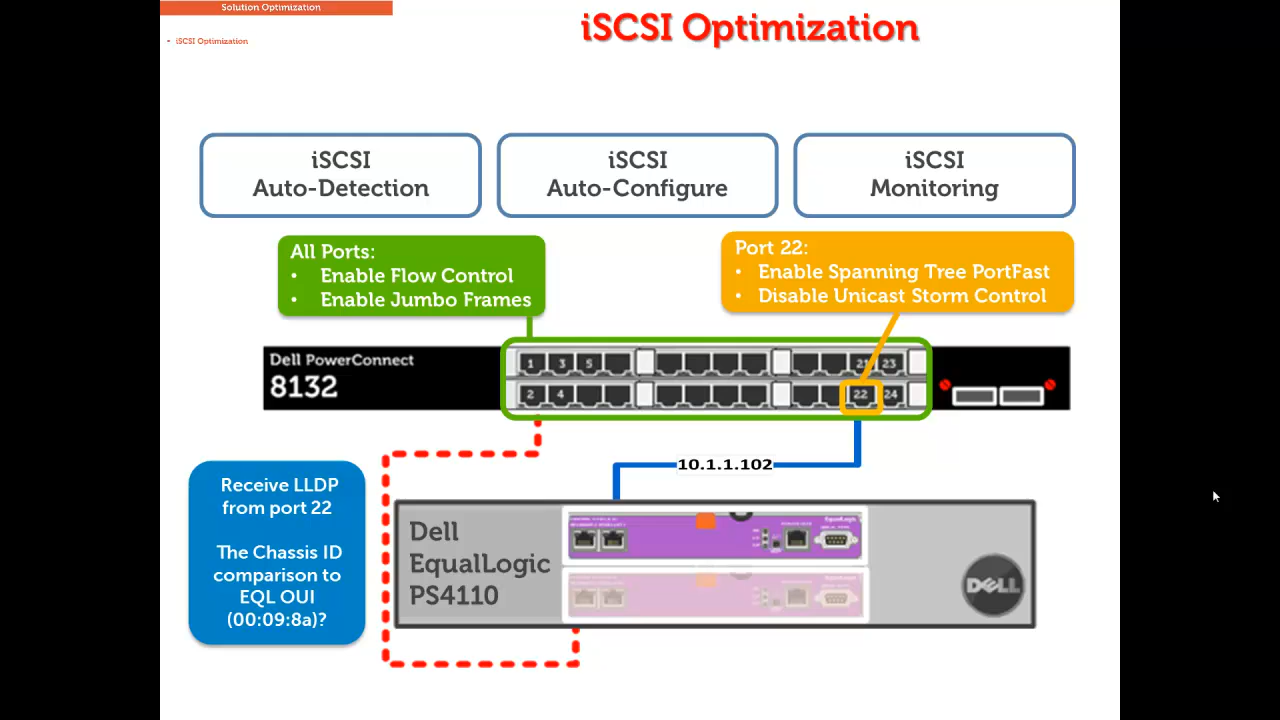 Solution Optimization
• iSCSI Optimization
iSCSI Optimization
iSCSI
Auto-Detection
iSCSI
Auto-Configure
iSCSI
Monitoring
All Ports:
• Enable Flow Control
• Enable Jumbo Frames
Port 22:
• Enable Spanning Tree PortFast
• Disable Unicast Storm Control
Dell PowerConnect
8132
1 3 5 21 23
2 4 22 24
10.1.1.102
Receive LLDP
from port 22
The Chassis ID
comparison to
EQL OUI
(00:09:8a)?
Dell
EqualLogic
PS4110
EqualLogic
DELL